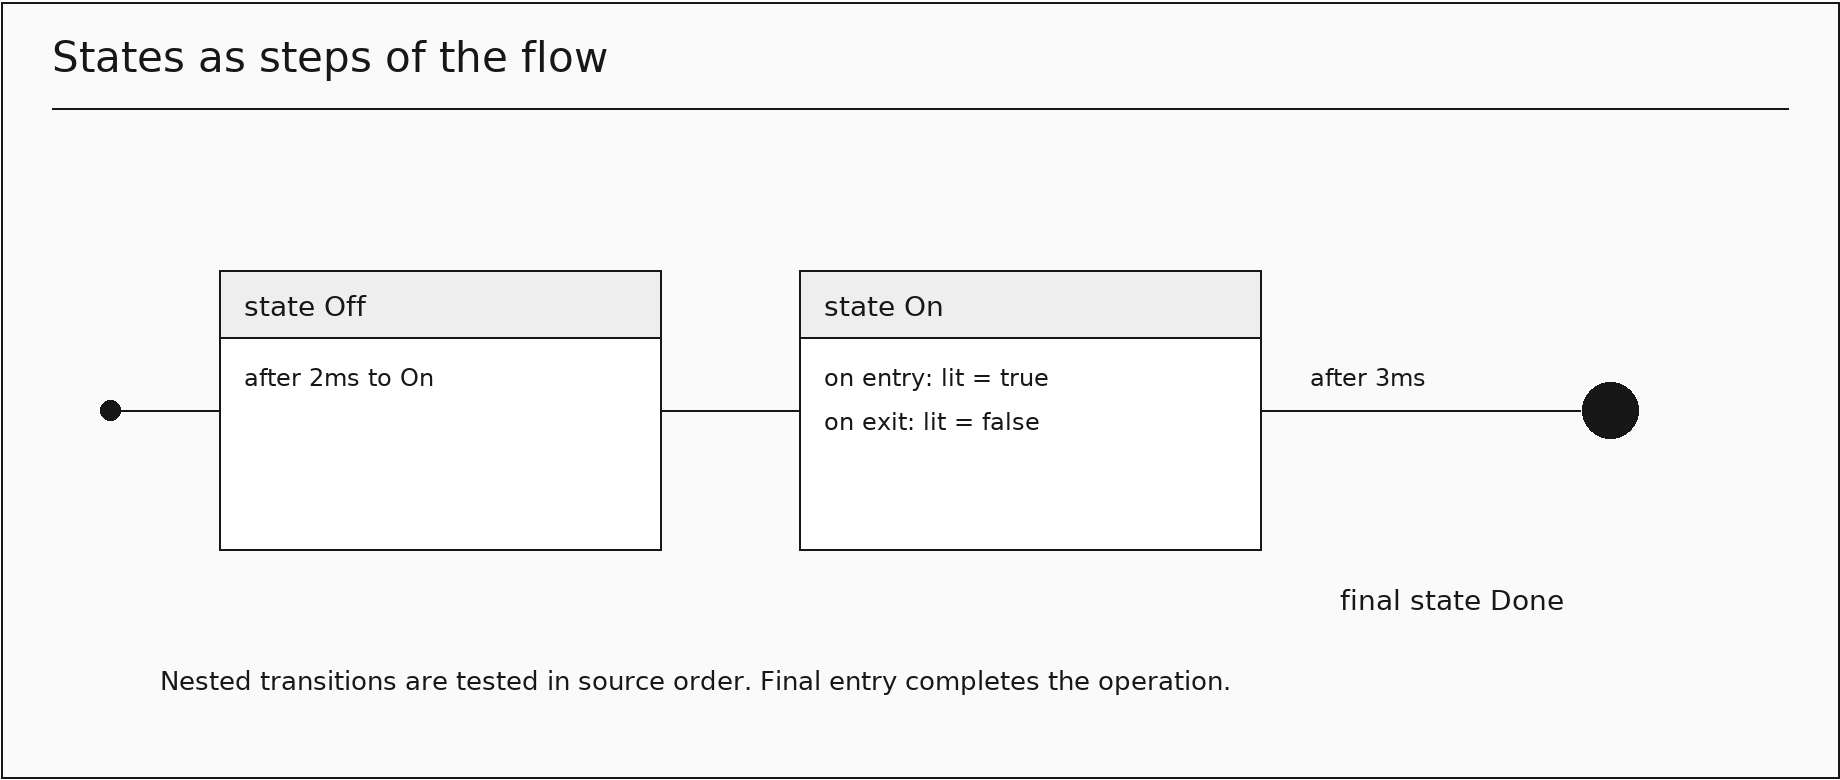 States as steps of the flow
state Off
after 2ms to On
state On
on entry: lit = true
on exit: lit = false
after 3ms
final state Done
Nested transitions are tested in source order. Final entry completes the operation.